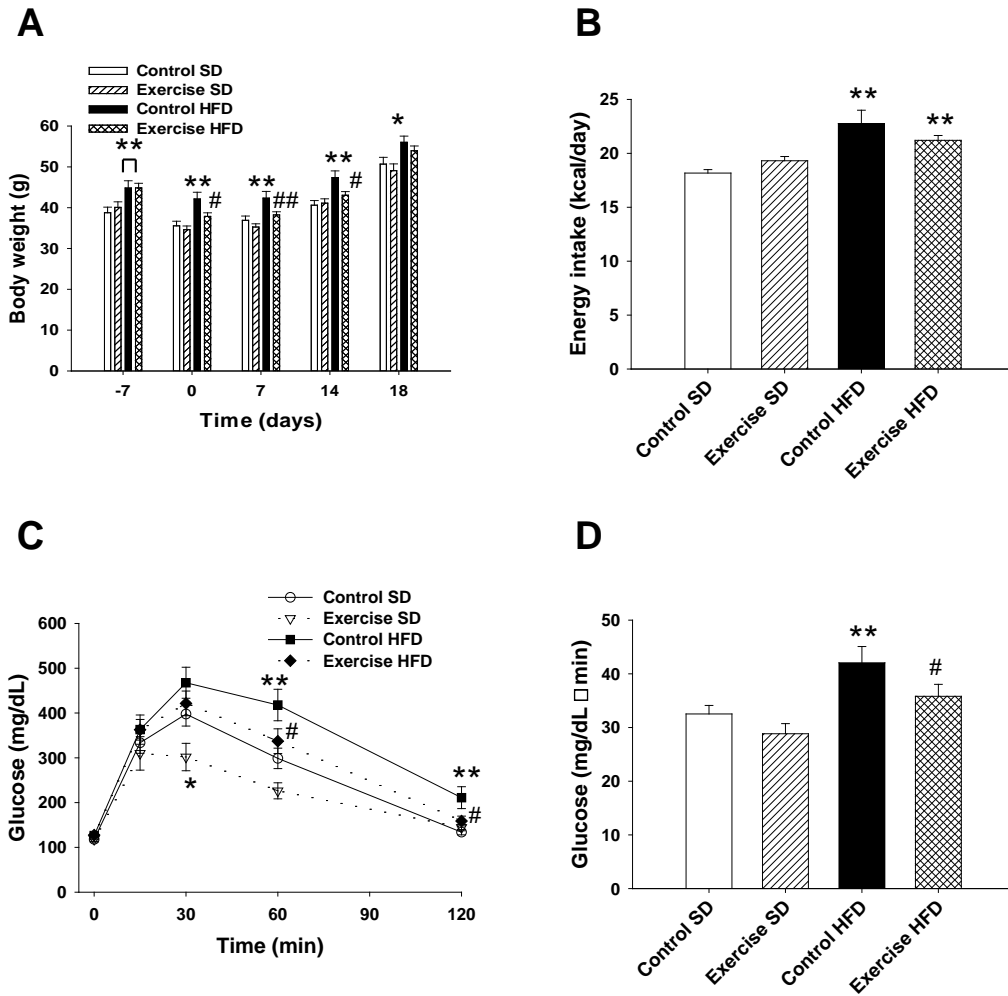 A
Control SD
Exercise SD
Control HFD
Exercise HFD
60
50
40
30
20
10
0
**
**
#
**
##
**
#
*
-7 0 7 14 18
Body weight (g)
Time (days)
B
25
20
15
10
5
0
**
**
Energy intake (kcal/day)
Control SD
Exercise SD
Control HFD
Exercise HFD
C
Control SD
Exercise SD
Control HFD
Exercise HFD
600
500
400
300
200
100
0
**
#
*
**
#
0 30 60 90 120
Glucose (mg/dL)
Time (min)
D
50
40
30
20
10
0
**
#
Glucose (mg/dL □ min)
Control SD
Exercise SD
Control HFD
Exercise HFD